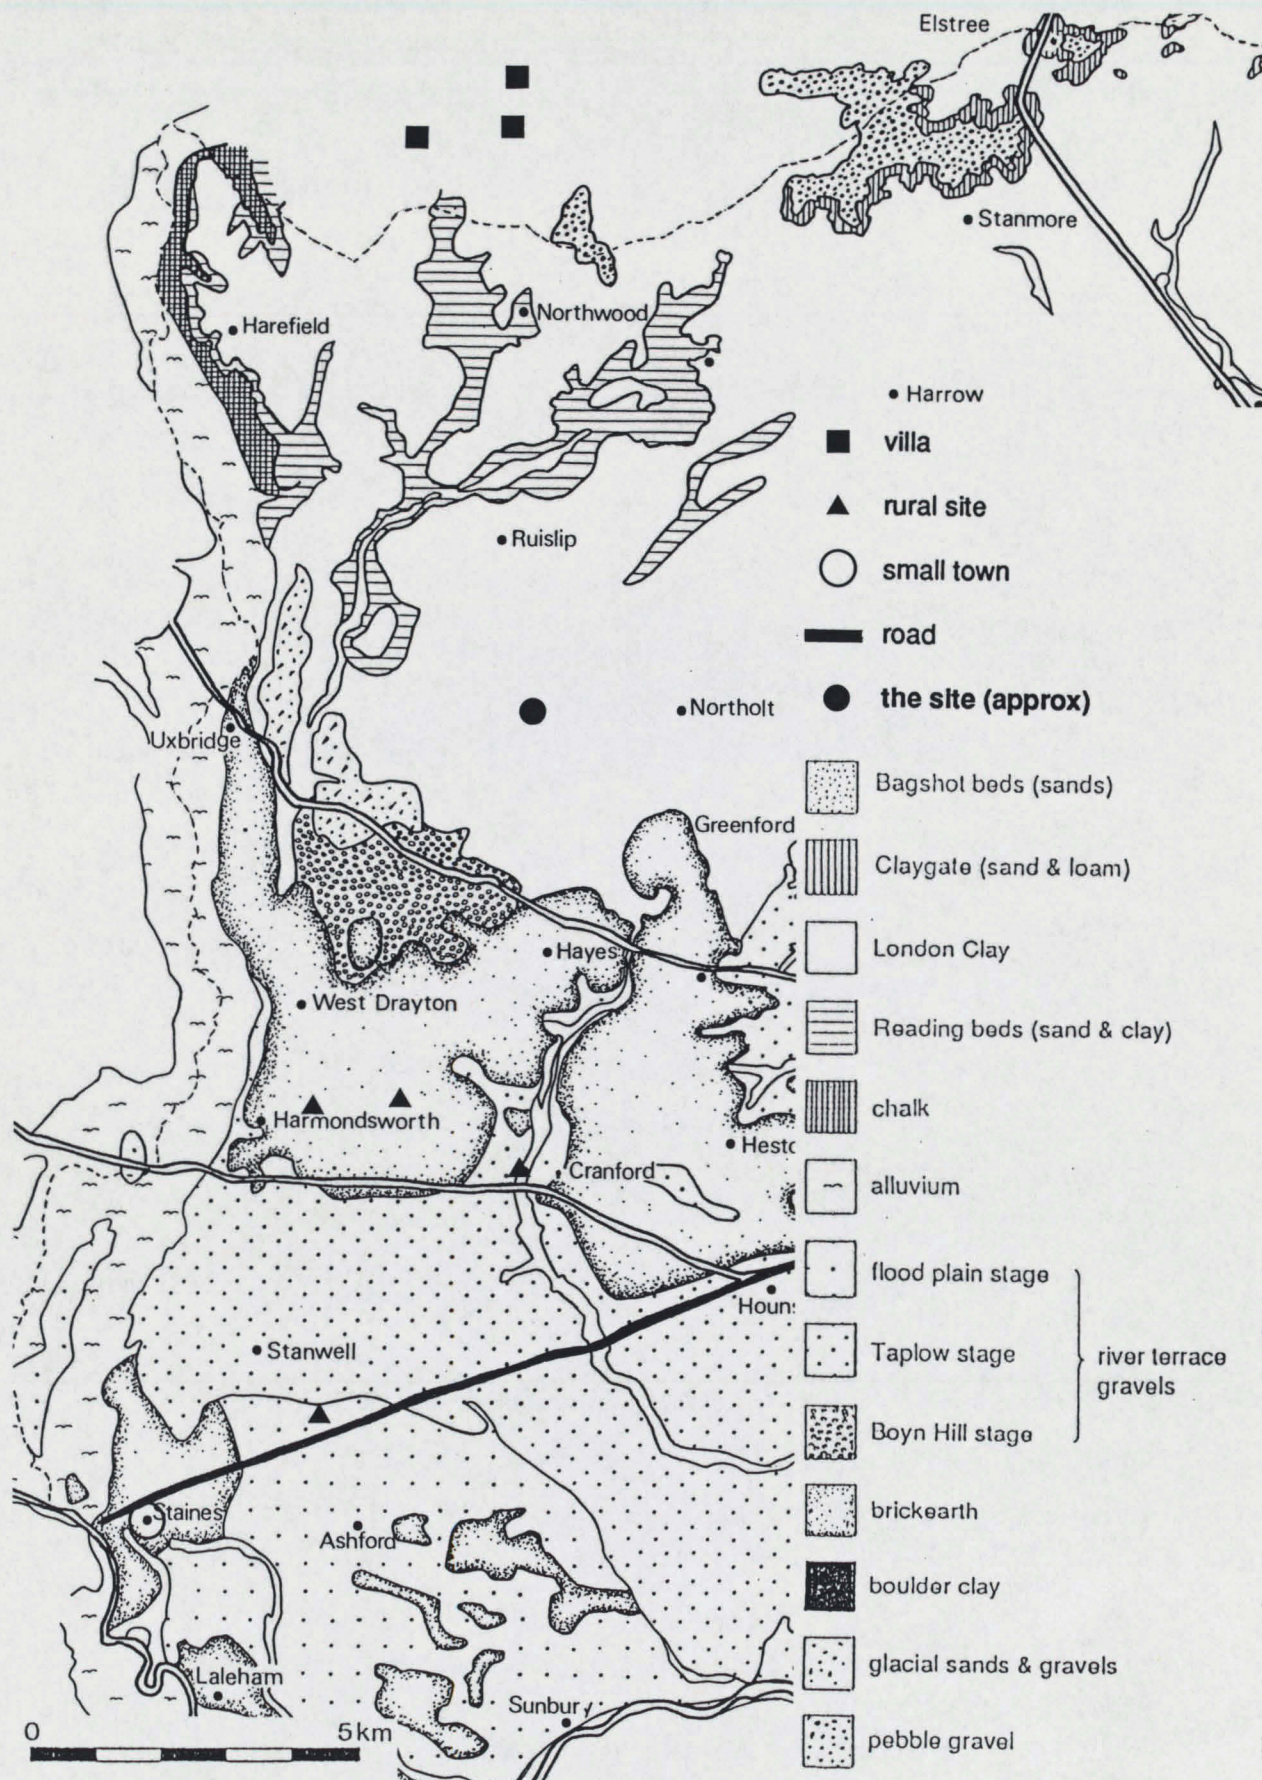 Elstree
Stanmore
Northwood
Harefield
Harrow
villa
rural site
Ruislip
small town
road
the site (approx)
Northolt
Uxbridge
Bagshot beds (sands)
Greenford
Claygate (sand & loam)
London Clay
Hayes
West Drayton
Reading beds (sand & clay)
chalk
Harmondsworth
Hestc
Cranford
alluvium
flood plain stage
Houns
Stanwell
Taplow stage
river terrace
gravels
Boyn Hill stage
Staines
brickearth
Ashford
boulder clay
glacial sands & gravels
Laleham
Sunbury
0 5km
pebble gravel